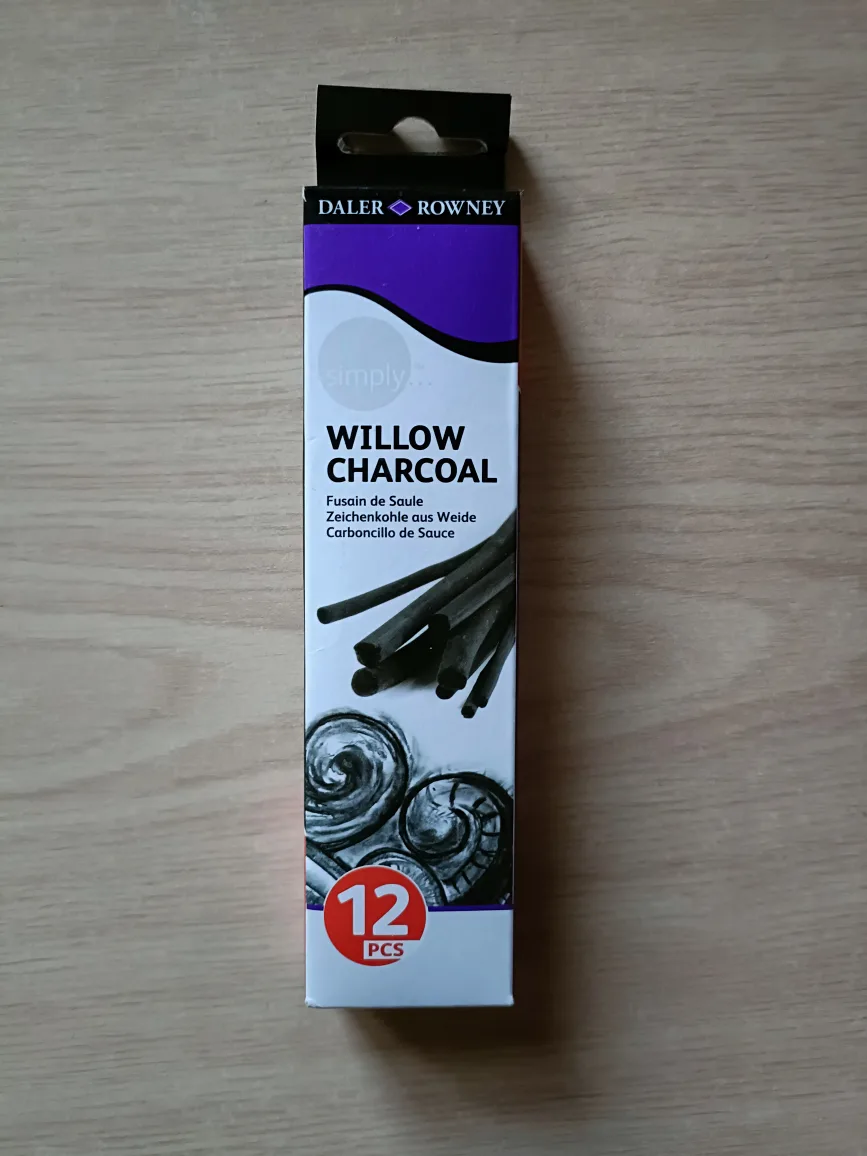 DALER ROWNEY
simply...
WILLOW
CHARCOAL
Fusain de Saule
Zeichenkohle aus Weide
Carboncillo de Sauce
12
PCS